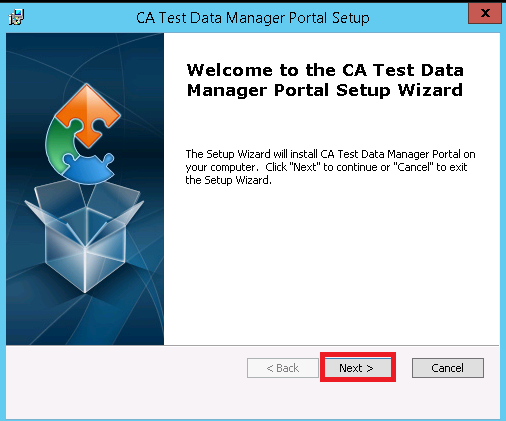 CA Test Data Manager Portal Setup
x
Welcome to the CA Test Data
Manager Portal Setup Wizard
The Setup Wizard will install CA Test Data Manager Portal on
your computer.  Click "Next" to continue or "Cancel" to exit
the Setup Wizard.
< Back
Next >
Cancel